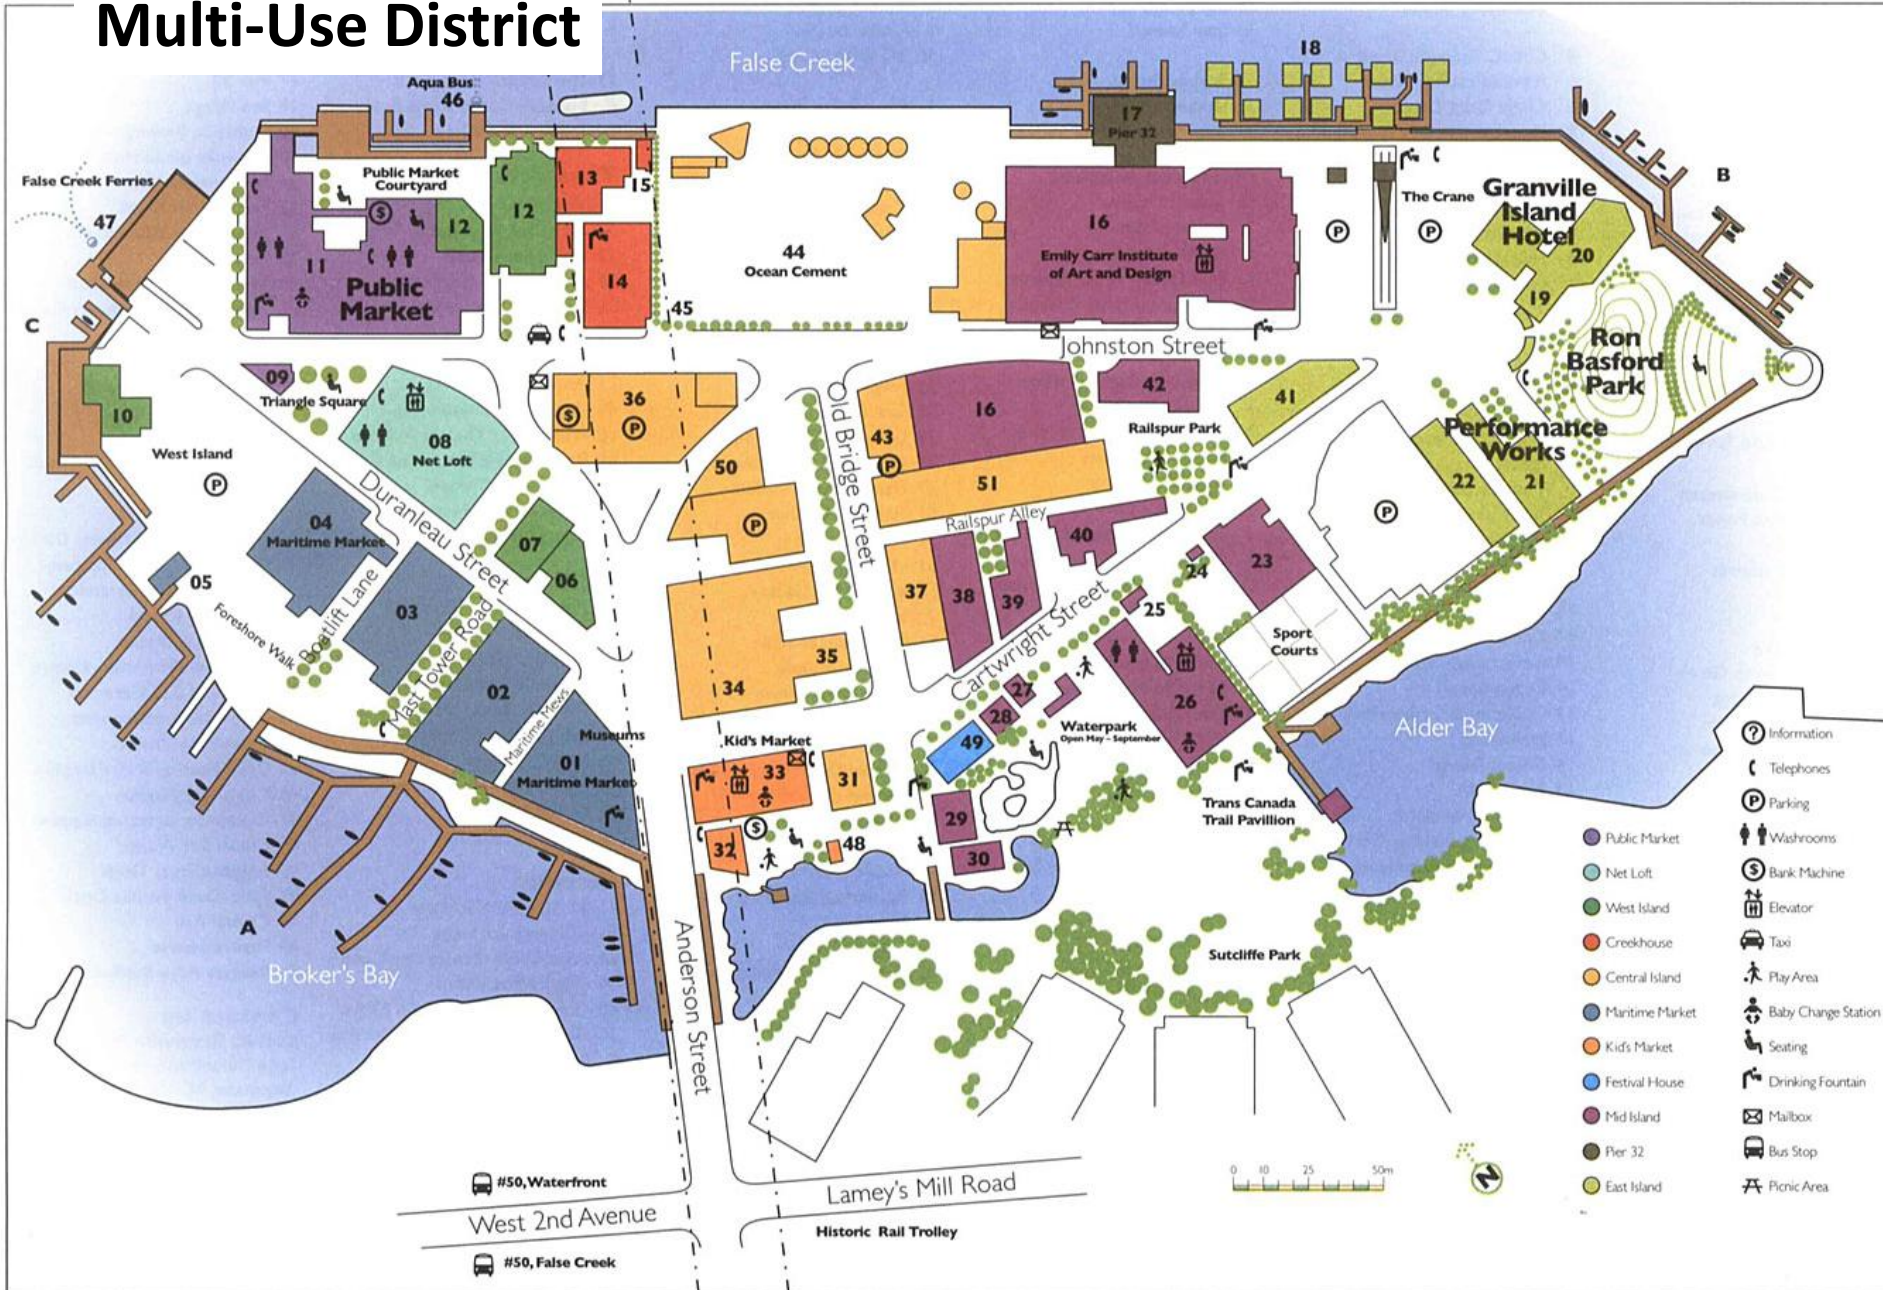 Multi-Use District
False Creek
Aqua Bus
46
18
17
Pier 32
B
False Creek Ferries
47
Public Market
Courtyard
12
12
13
15
14
11
Public
Market
44
Ocean Cement
45
16
Emily Carr Institute
of Art and Design
The Crane
Granville
Island
Hotel
20
19
Ron
Basford
Park
C
Johnston Street
09
Triangle Square
10
West Island
08
Net Loft
36
50
Old Bridge Street
43
16
42
41
Railspur Park
51
Railspur Alley
Performance
Works
22
21
04
Maritime Market
Duranleau Street
05
Foreshore Walk
Boatlift Lane
03
Mast Tower Road
07
06
02
Maritime Mews
Museums
01
Maritime Market
34
35
37
38
39
40
Cartwright Street
23
24
25
Sport
Courts
26
27
28
49
Waterpark
Open May - September
Kid's Market
33
31
32
48
29
30
Trans Canada
Trail Pavillion
Alder Bay
A
Broker's Bay
Anderson Street
Sutcliffe Park
#50, Waterfront
West 2nd Avenue
#50, False Creek
Lamey's Mill Road
Historic Rail Trolley
0 10 25 50m
N
Public Market
Net Loft
West Island
Creekhouse
Central Island
Maritime Market
Kid's Market
Festival House
Mid Island
Pier 32
East Island
? Information
Telephones
P Parking
Washrooms
$ Bank Machine
Elevator
Taxi
Play Area
Baby Change Station
Seating
Drinking Fountain
Mailbox
Bus Stop
Picnic Area